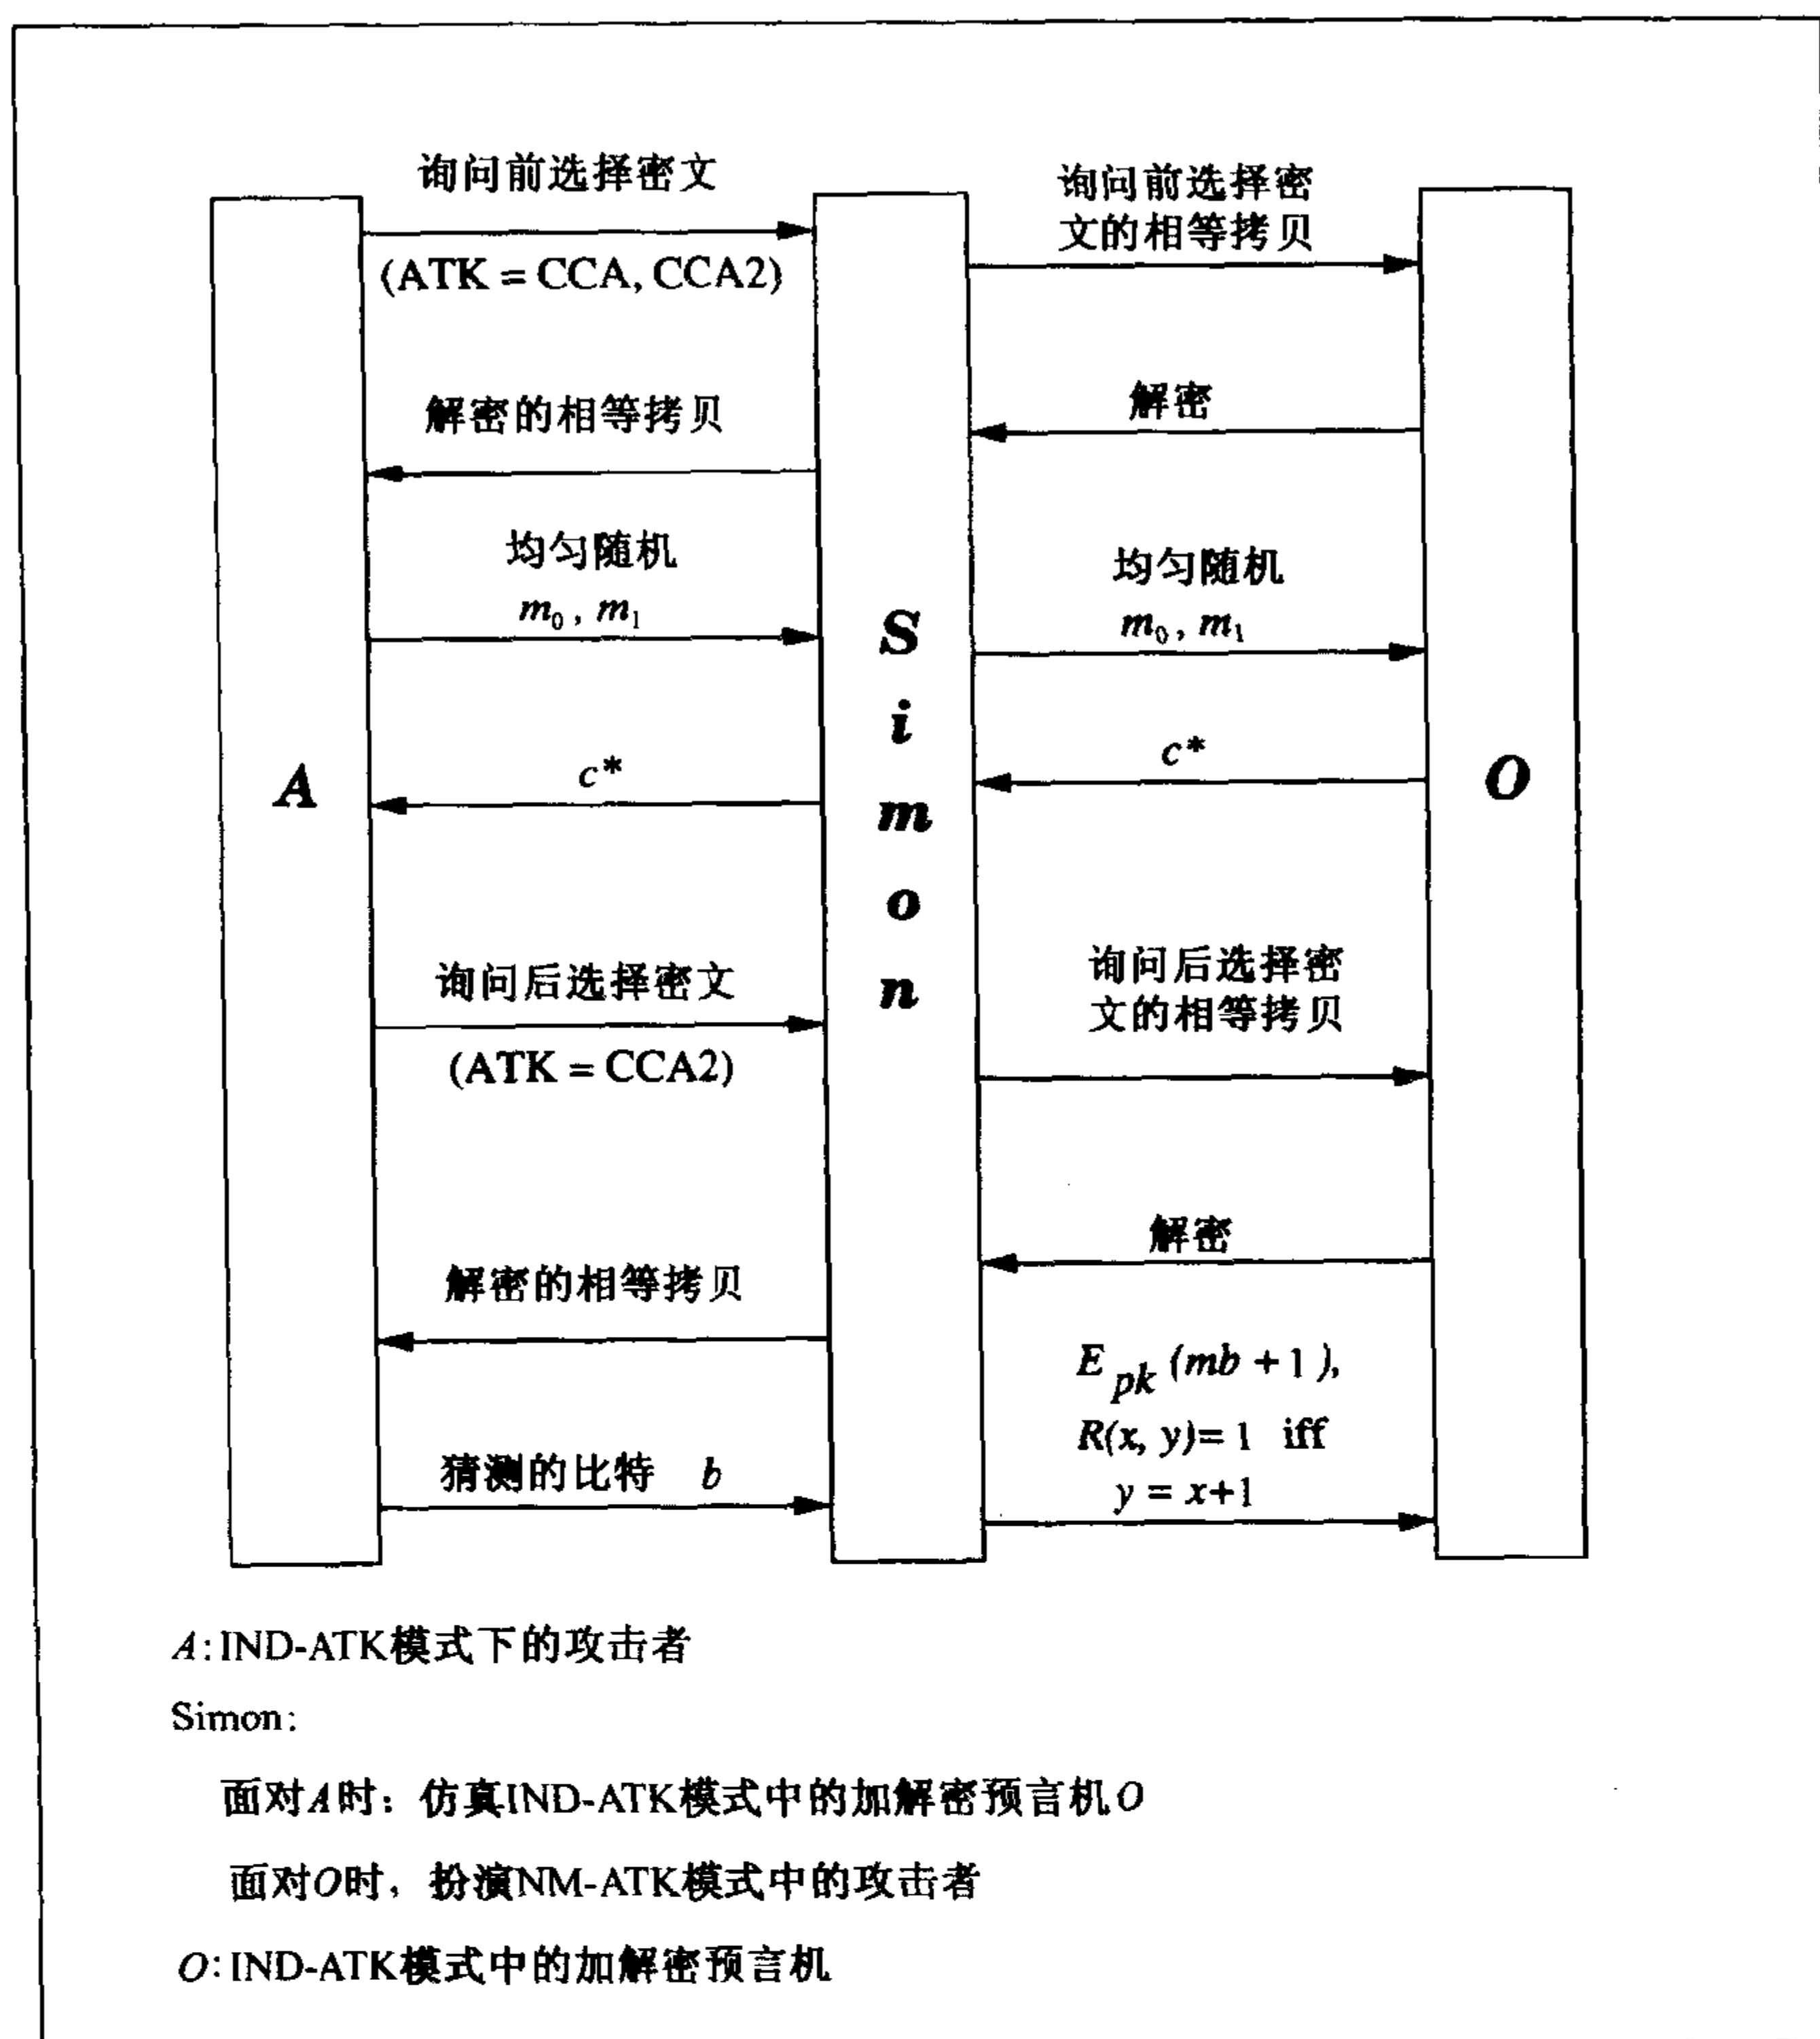 询问前选择密文
(ATK = CCA, CCA2)
询问前选择密
文的相等拷贝
解密的相等拷贝
解密
均匀随机
m₀, m₁
均匀随机
m₀, m₁
A
Simon
O
c*
c*
询问后选择密文
(ATK = CCA2)
询问后选择密
文的相等拷贝
解密
解密的相等拷贝
猜测的比特 b
E pk (mb + 1),
R(x, y)= 1 iff
y = x+1
A:IND-ATK模式下的攻击者
Simon:
面对A时：仿真IND-ATK模式中的加解密预言机O
面对O时，扮演NM-ATK模式中的攻击者
O:IND-ATK模式中的加解密预言机